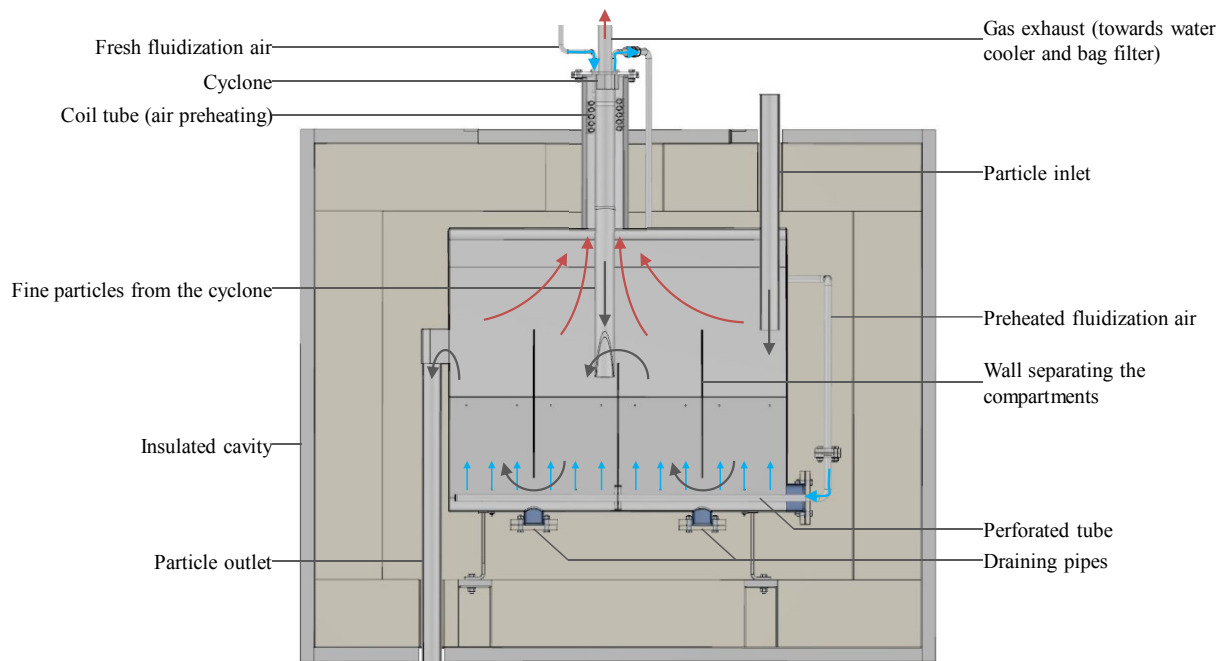 Fresh fluidization air
Cyclone
Coil tube (air preheating)
Fine particles from the cyclone
Insulated cavity
Particle outlet
Gas exhaust (towards water
cooler and bag filter)
Particle inlet
Preheated fluidization air
Wall separating the
compartments
Perforated tube
Draining pipes